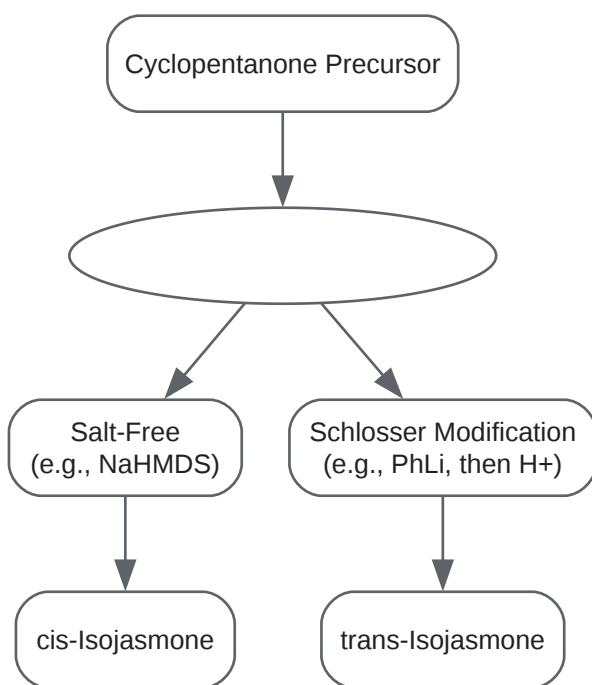 Cyclopentanone Precursor
Salt-Free
(e.g., NaHMDS)
Schlosser Modification
(e.g., PhLi, then H+)
cis-Isojasmone
trans-Isojasmone